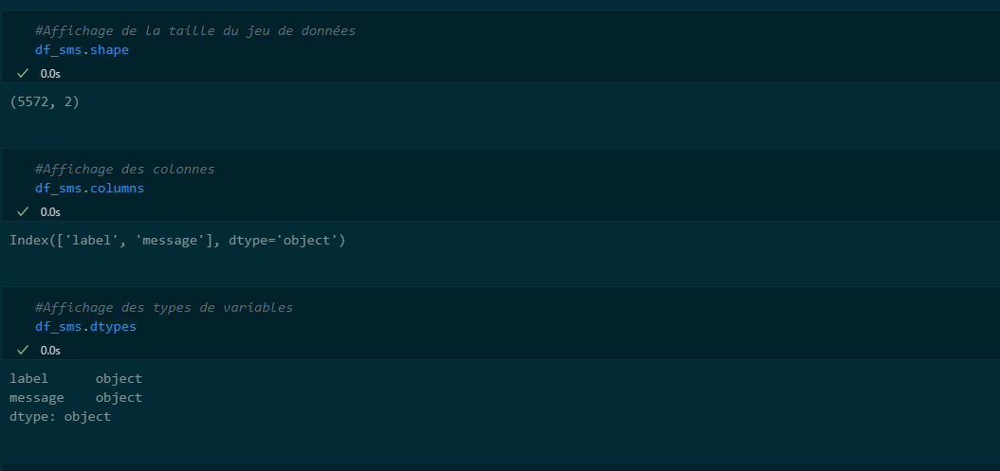 #Affichage de la taille du jeu de données
df_sms.shape
0.0s
(5572, 2)
#Affichage des colonnes
df_sms.columns
0.0s
Index(['label', 'message'], dtype='object')
#Affichage des types de variables
df_sms.dtypes
0.0s
label      object
message    object
dtype: object